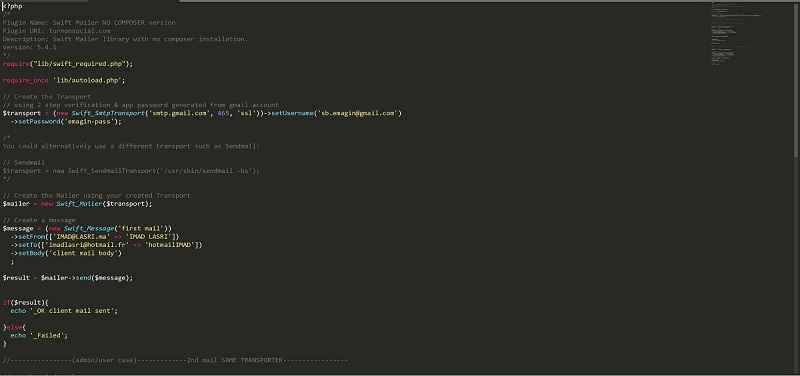 <?php
/*
Plugin Name: Swift Mailer NO COMPOSER version
Plugin URI: turnonsocial.com
Description: Swift Mailer library with no composer installation.
Version: 5.4.1
*/
require("lib/swift_required.php");
require_once 'lib/autoload.php';
// Create the Transport
// using 2 step verification & app password generated from gmail account
$transport = (new Swift_SmtpTransport('smtp.gmail.com', 465, 'ssl'))->setUsername('sb.emagin@gmail.com')
->setPassword('emagin-pass');
/*
You could alternatively use a different transport such as Sendmail:
// Sendmail
$transport = new Swift_SendmailTransport('/usr/sbin/sendmail -bs');
*/
// Create the Mailer using your created Transport
$mailer = new Swift_Mailer($transport);
// Create a message
$message = (new Swift_Message('first mail'))
->setFrom(['IMAD@LASRI.ma' => 'IMAD LASRI'])
->setTo(['imadlasri@hotmail.fr' => 'hotmailIMAD'])
->setBody('client mail body')
;
$result = $mailer->send($message);
if($result){
echo '_OK client mail sent';
}else{
echo '_Failed';
}
//----------------(admin/user case)-------------2nd mail SAME TRANSPORTER-----------------